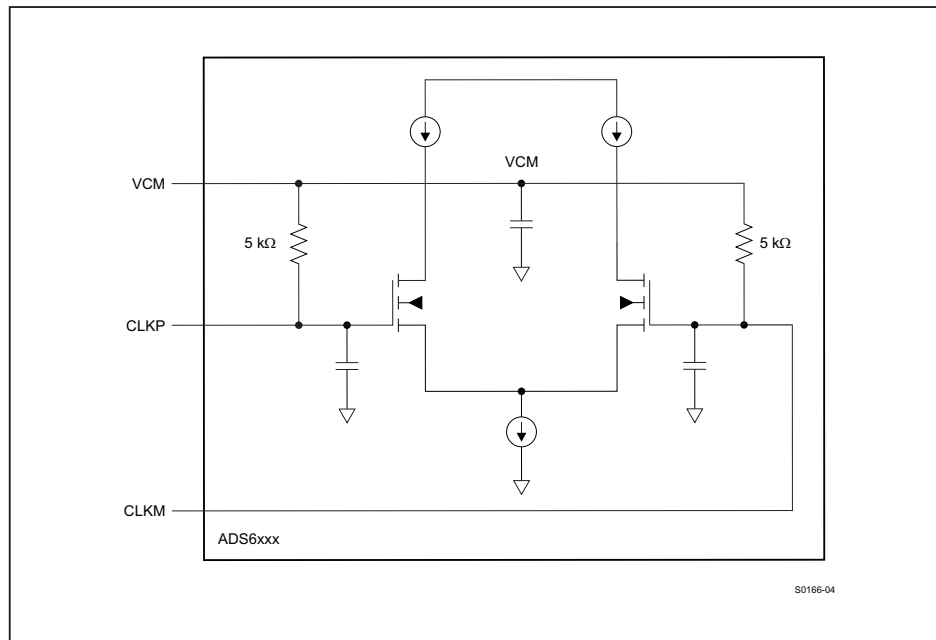 VCM
VCM
5 kΩ
5 kΩ
CLKP
CLKM
ADS6xxx
S0166-04